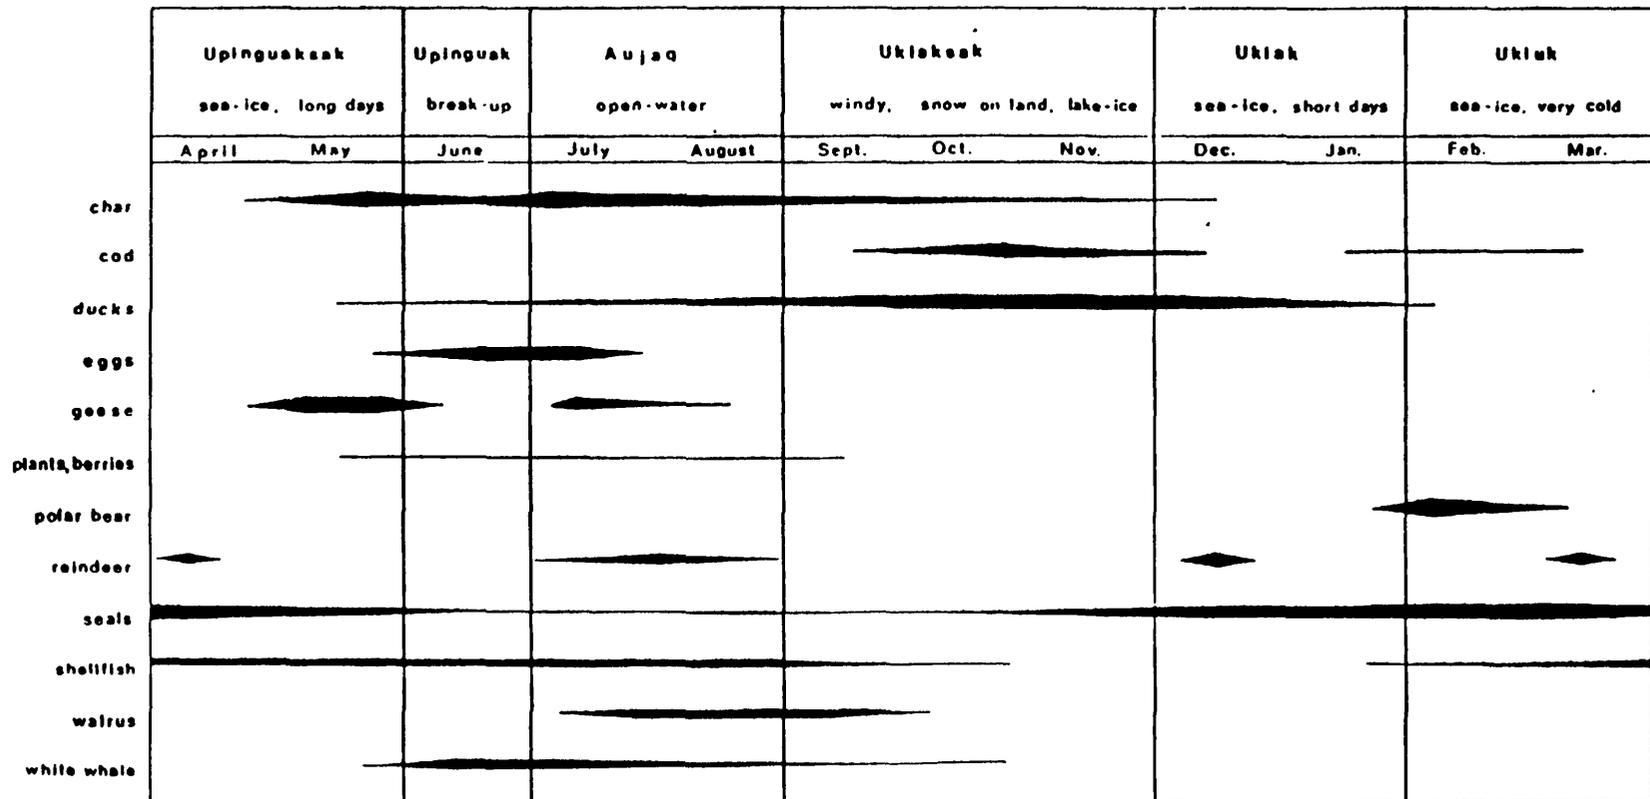 Upinguaksak Upinguak Aujaq Ukiaksak Ukiak Ukiuk
sea-ice, long days break-up open-water windy, snow on land, lake-ice sea-ice, short days sea-ice, very cold
April May June July August Sept. Oct. Nov. Dec. Jan. Feb. Mar.
char
cod
ducks
eggs
geese
plants, berries
polar bear
reindeer
seals
shellfish
walrus
white whale